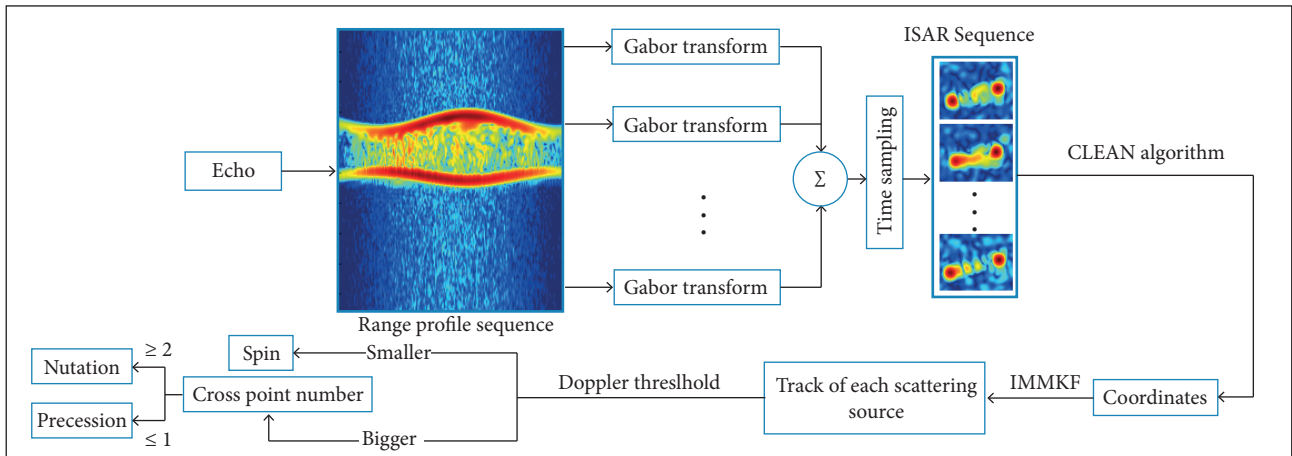 Gabor transform
ISAR Sequence
Gabor transform
Echo
Σ
Time sampling
CLEAN algorithm
Gabor transform
Range profile sequence
Spin
Smaller
≥ 2
Nutation
Cross point number
Precession
≤ 1
Bigger
Doppler threslhold
Track of each scattering
source
IMMKF
Coordinates